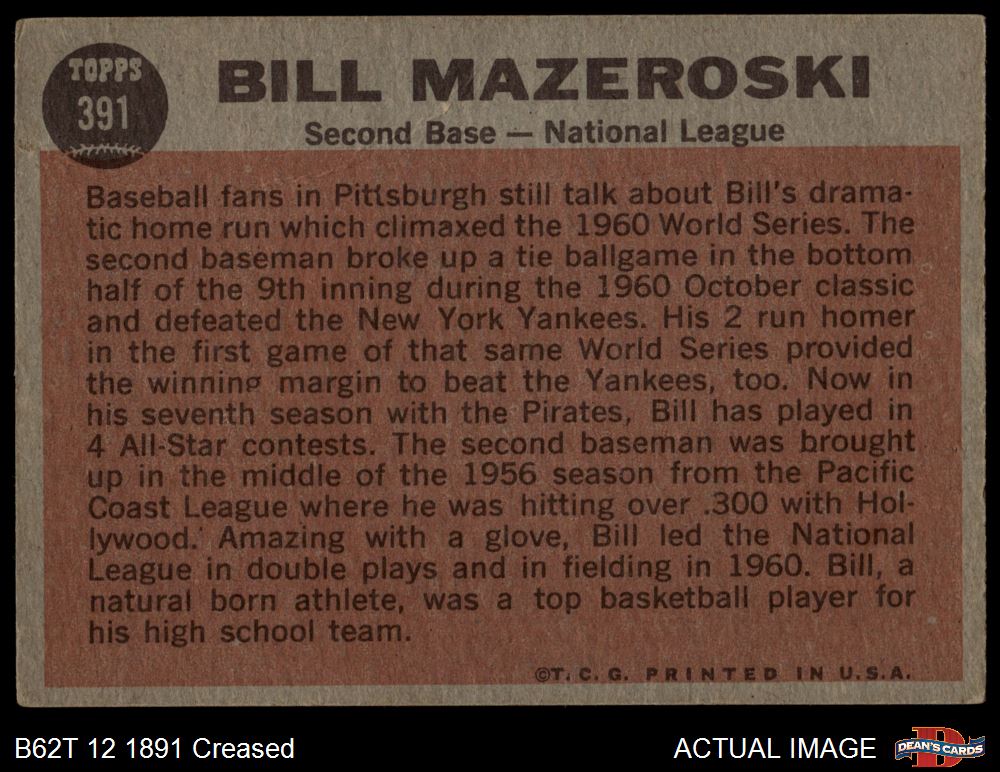 TOPPS
391
BILL MAZEROSKI
Second Base — National League
Baseball fans in Pittsburgh still talk about Bill's drama-
tic home run which climaxed the 1960 World Series. The
second baseman broke up a tie ballgame in the bottom
half of the 9th inning during the 1960 October classic
and defeated the New York Yankees. His 2 run homer
in the first game of that same World Series provided
the winning margin to beat the Yankees, too. Now in
his seventh season with the Pirates, Bill has played in
4 All-Star contests. The second baseman was brought
up in the middle of the 1956 season from the Pacific
Coast League where he was hitting over .300 with Hol-
lywood. Amazing with a glove, Bill led the National
League in double plays and in fielding in 1960. Bill, a
natural born athlete, was a top basketball player for
his high school team.
©T.C.G. PRINTED IN U.S.A.
B62T 12 1891 Creased
ACTUAL IMAGE
DEAN'S CARDS